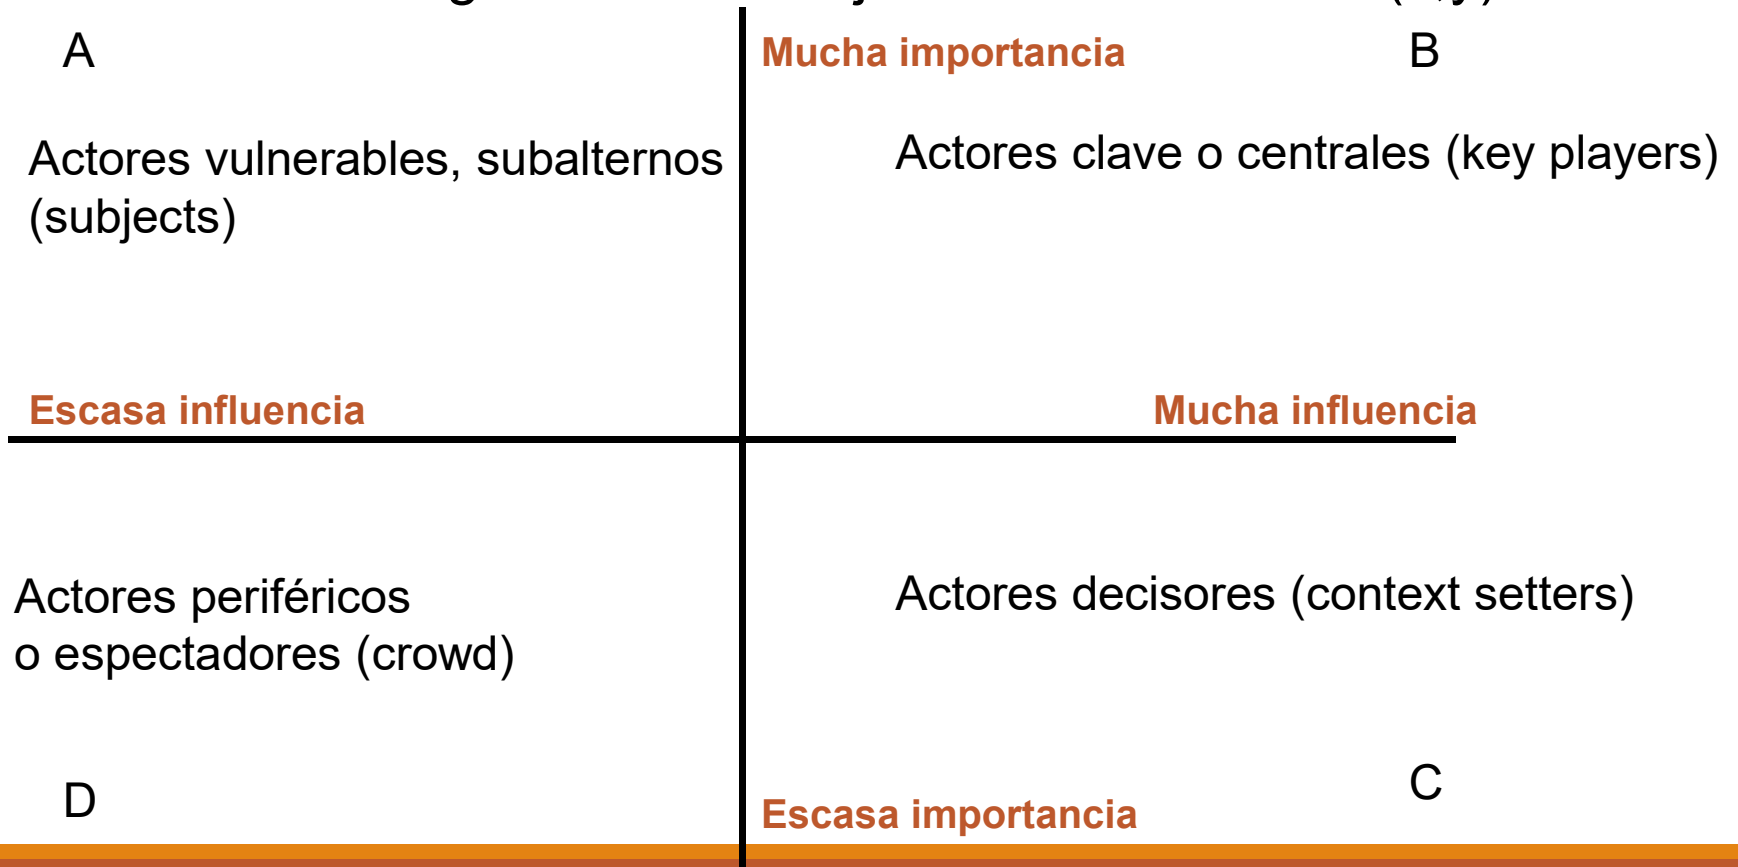 A
Mucha importancia
B
Actores vulnerables, subalternos
(subjects)
Actores clave o centrales (key players)
Escasa influencia
Mucha influencia
Actores periféricos
o espectadores (crowd)
Actores decisores (context setters)
D
Escasa importancia
C